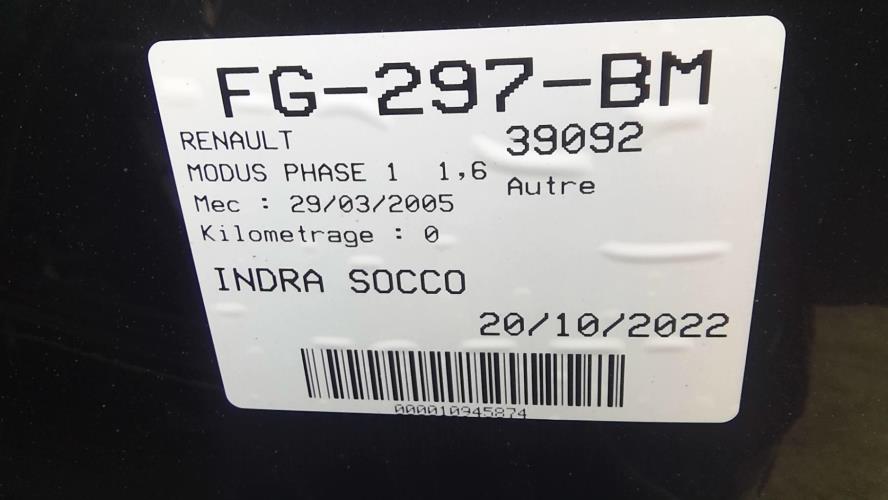 FG-297-BM
RENAULT 39092
MODUS PHASE 1 1,6
Autre
Mec : 29/03/2005
Kilometrage : 0
INDRA SOCCO
20/10/2022
000010945874